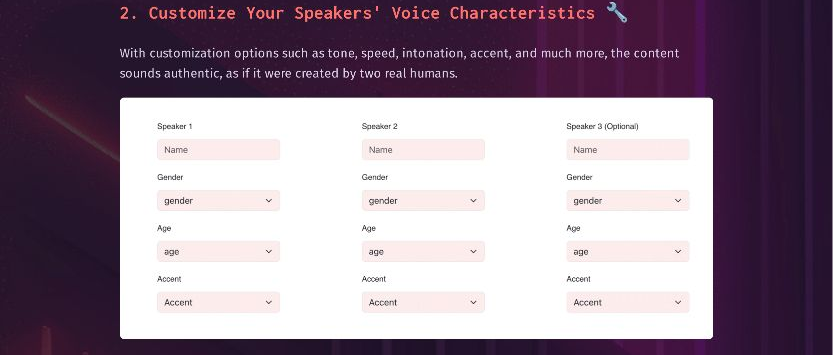 2. Customize Your Speakers' Voice Characteristics 🔧
With customization options such as tone, speed, intonation, accent, and much more, the content
sounds authentic, as if it were created by two real humans.
Speaker 1 Speaker 2 Speaker 3 (Optional)
Name Name Name
Gender Gender Gender
gender gender gender
Age Age Age
age age age
Accent Accent Accent
Accent Accent Accent